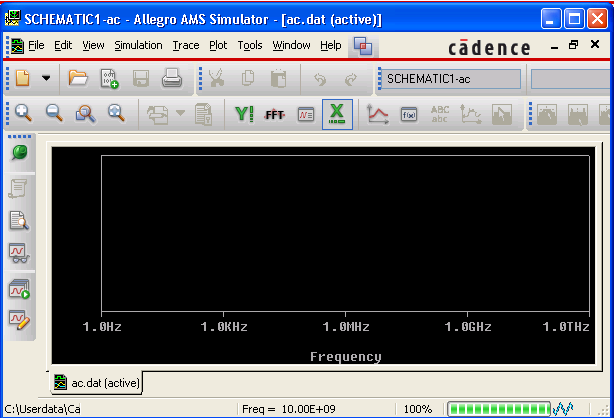 SCHEMATIC1-ac - Allegro AMS Simulator - [ac.dat (active)]
File Edit View Simulation Trace Plot Tools Window Help cādence
SCHEMATIC1-ac
Y! FFT f(x) ABC
abc
1.0Hz 1.0KHz 1.0MHz 1.0GHz 1.0THz
Frequency
ac.dat (active)
C:\Userdata\Ca Freq = 10.00E+09 100%